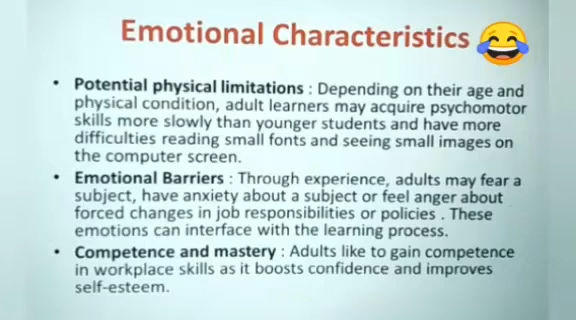 Emotional Characteristics 😂
• Potential physical limitations : Depending on their age and
physical condition, adult learners may acquire psychomotor
skills more slowly than younger students and have more
difficulties reading small fonts and seeing small images on
the computer screen.
• Emotional Barriers : Through experience, adults may fear a
subject, have anxiety about a subject or feel anger about
forced changes in job responsibilities or policies . These
emotions can interface with the learning process.
• Competence and mastery : Adults like to gain competence
in workplace skills as it boosts confidence and improves
self-esteem.